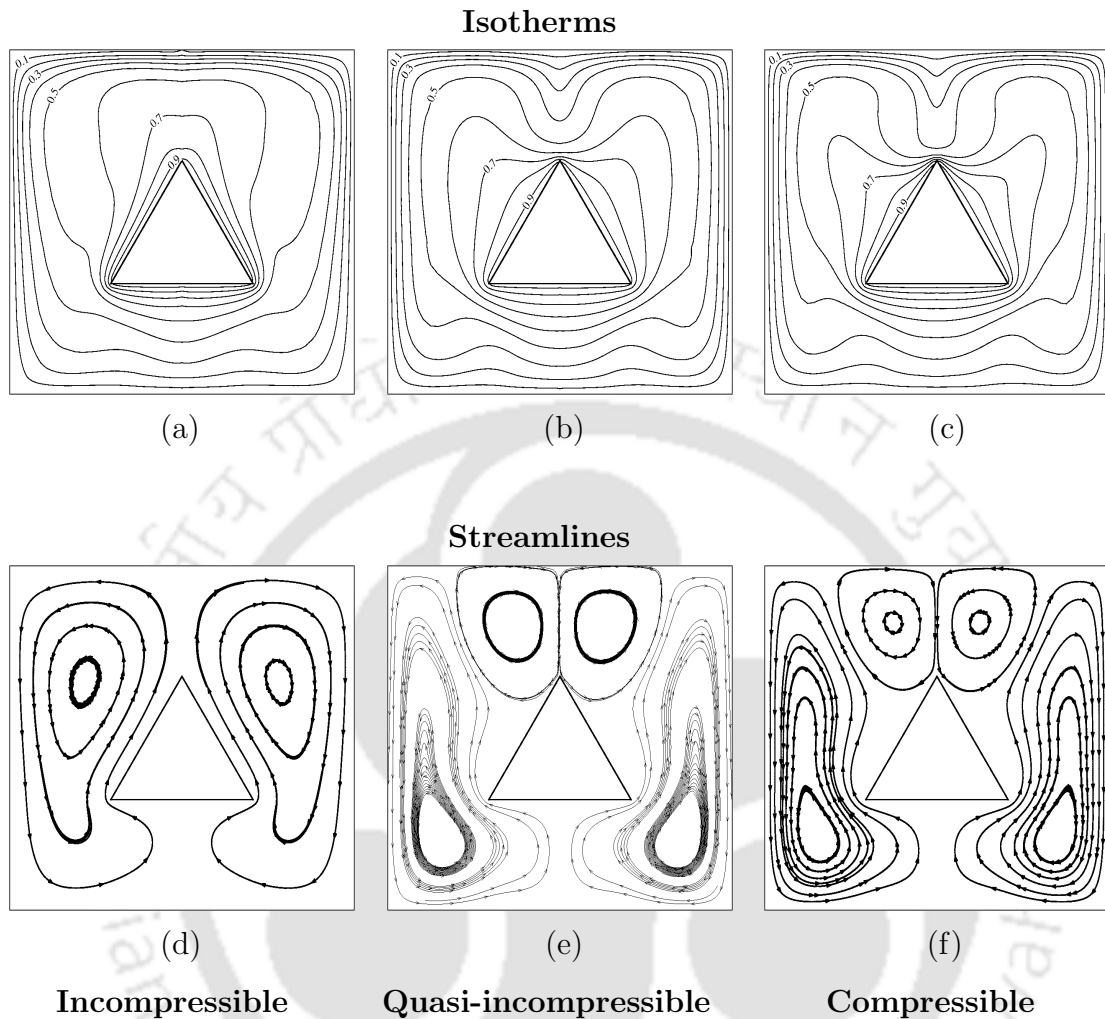 Isotherms
0.1 0.1 0.1
0.3 0.3 0.3
0.5 0.5 0.5
0.7 0.7 0.7
0.9 0.9 0.9
(a) (b) (c)
Streamlines
(d) (e) (f)
Incompressible Quasi-incompressible Compressible